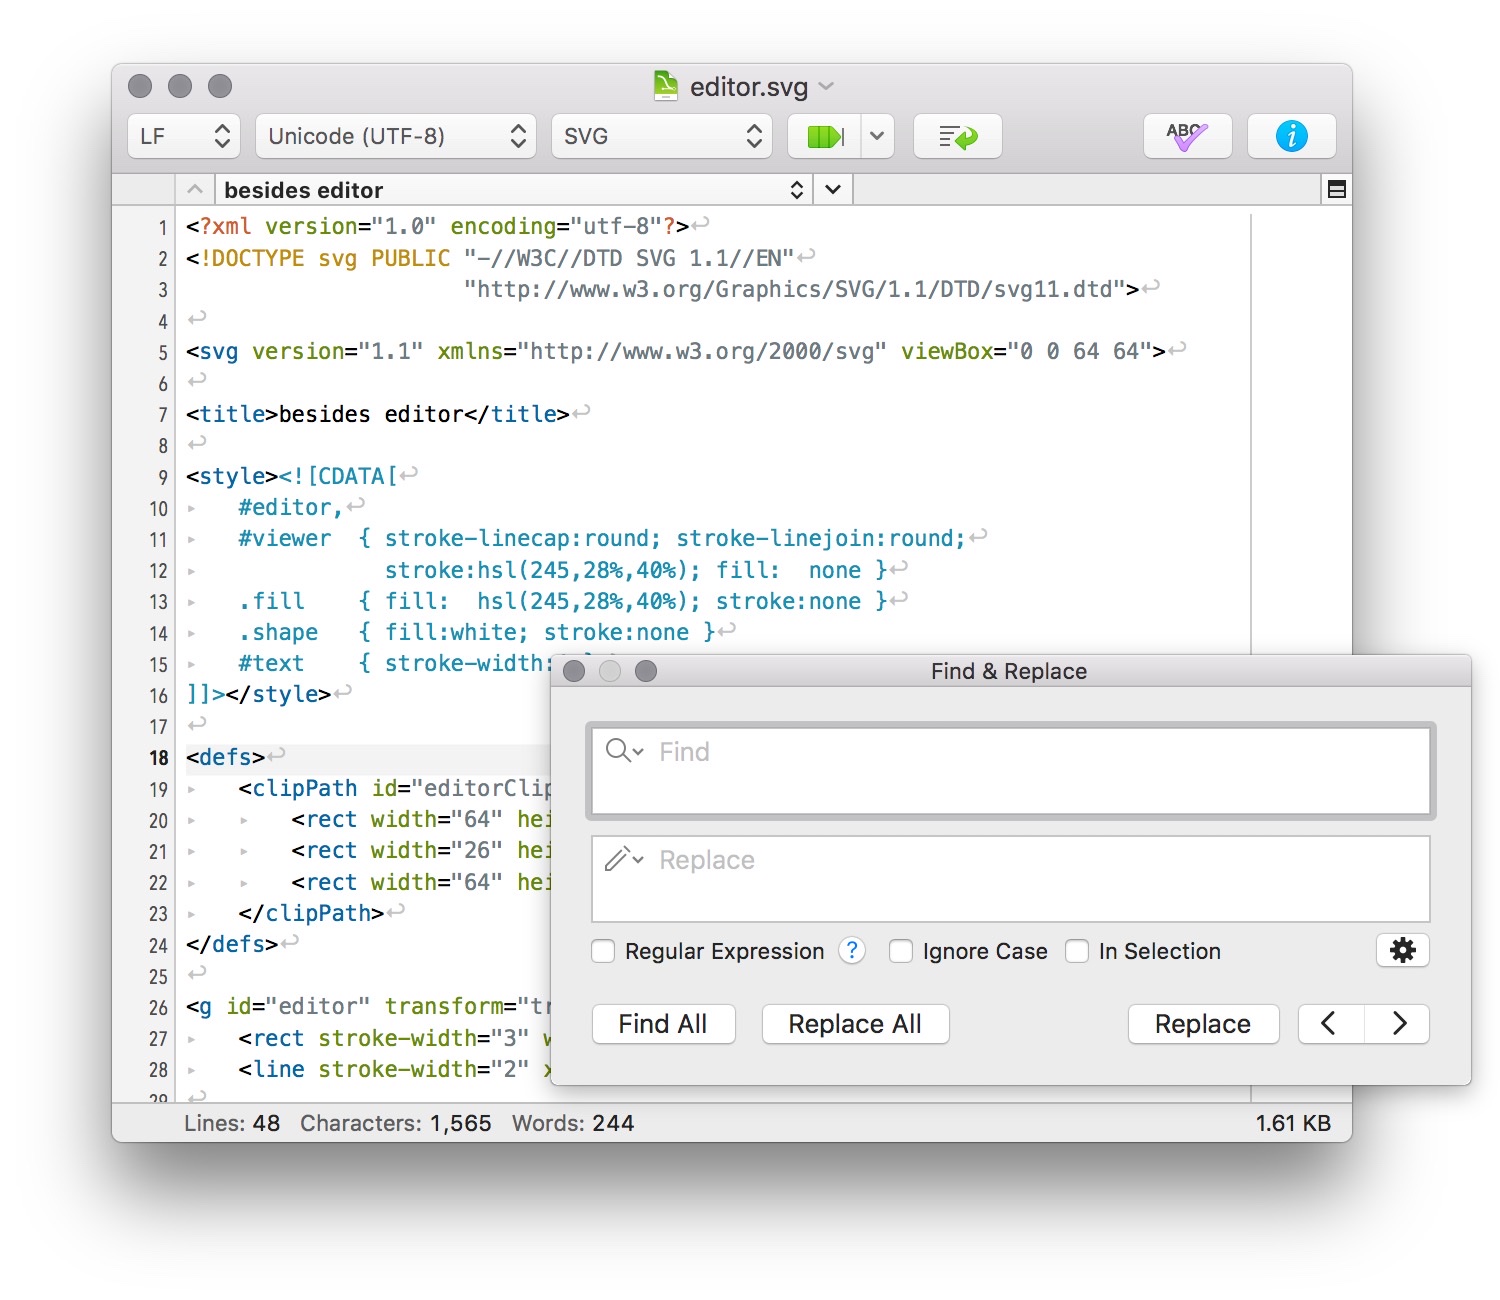 editor.svg
LF
Unicode (UTF-8)
SVG
ABC
i
besides editor
1 <?xml version="1.0" encoding="utf-8"?>
2 <!DOCTYPE svg PUBLIC "-//W3C//DTD SVG 1.1//EN"
3 "http://www.w3.org/Graphics/SVG/1.1/DTD/svg11.dtd">
4
5 <svg version="1.1" xmlns="http://www.w3.org/2000/svg" viewBox="0 0 64 64">
6
7 <title>besides editor</title>
8
9 <style><![CDATA[
10 #editor,
11 #viewer { stroke-linecap:round; stroke-linejoin:round;
12 stroke:hsl(245,28%,40%); fill: none }
13 .fill { fill: hsl(245,28%,40%); stroke:none }
14 .shape { fill:white; stroke:none }
15 #text { stroke-width:
16 ]]></style>
17
18 <defs>
19 <clipPath id="editorClip
20 <rect width="64" hei
21 <rect width="26" hei
22 <rect width="64" hei
23 </clipPath>
24 </defs>
25
26 <g id="editor" transform="tr
27 <rect stroke-width="3" w
28 <line stroke-width="2" x
29
Lines: 48 Characters: 1,565 Words: 244
1.61 KB
Find & Replace
Find
Replace
Regular Expression ? Ignore Case In Selection
Find All Replace All Replace < >